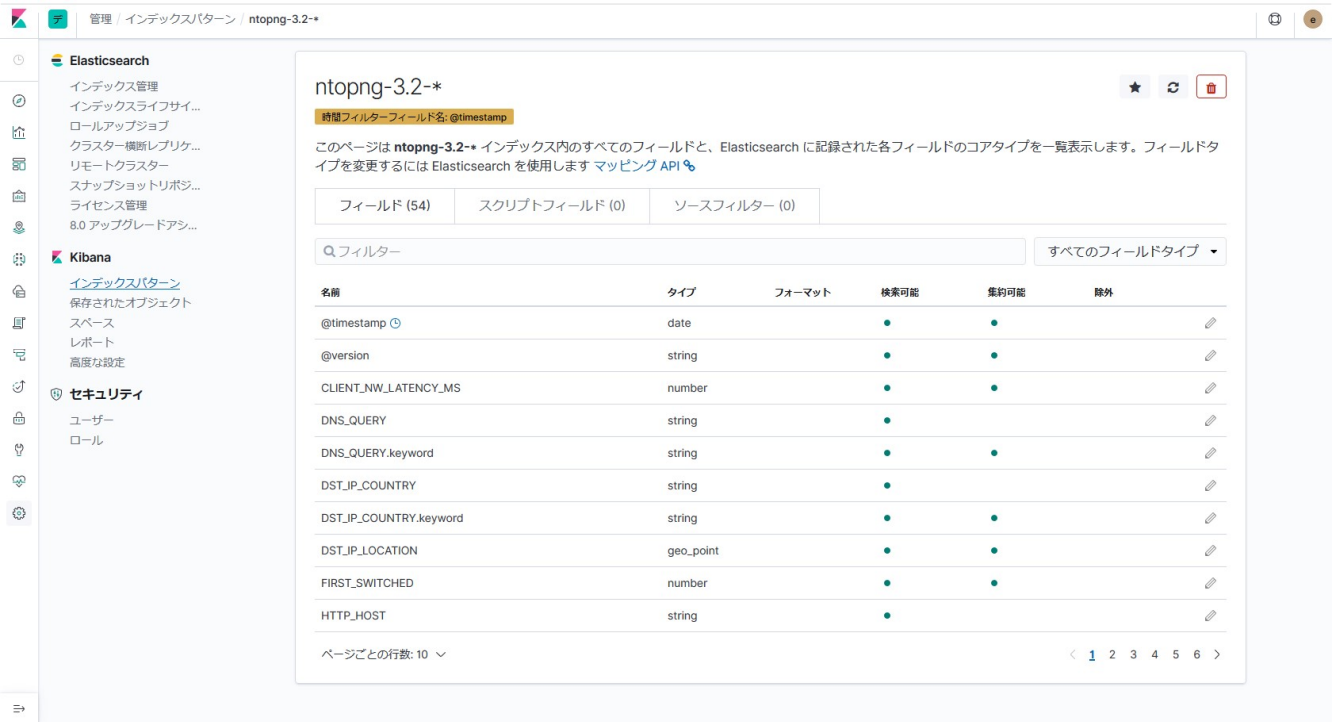 デ 管理 / インデックスパターン / ntopng-3.2-* e
Elasticsearch
インデックス管理
インデックスライフサイ...
ロールアップジョブ
クラスター横断レプリケ...
リモートクラスター
スナップショットリポジ...
ライセンス管理
8.0 アップグレードアシ...
Kibana
インデックスパターン
保存されたオブジェクト
スペース
レポート
高度な設定
セキュリティ
ユーザー
ロール
ntopng-3.2-*
時間フィルターフィールド名: @timestamp
このページは ntopng-3.2-* インデックス内のすべてのフィールドと、Elasticsearch に記録された各フィールドのコアタイプを一覧表示します。フィールドタ
イプを変更するには Elasticsearch を使用します マッピング API
フィールド (54) スクリプトフィールド (0) ソースフィルター (0)
フィルター すべてのフィールドタイプ
名前 タイプ フォーマット 検索可能 集約可能 除外
@timestamp date
@version string
CLIENT_NW_LATENCY_MS number
DNS_QUERY string
DNS_QUERY.keyword string
DST_IP_COUNTRY string
DST_IP_COUNTRY.keyword string
DST_IP_LOCATION geo_point
FIRST_SWITCHED number
HTTP_HOST string
ページごとの行数: 10 < 1 2 3 4 5 6 >